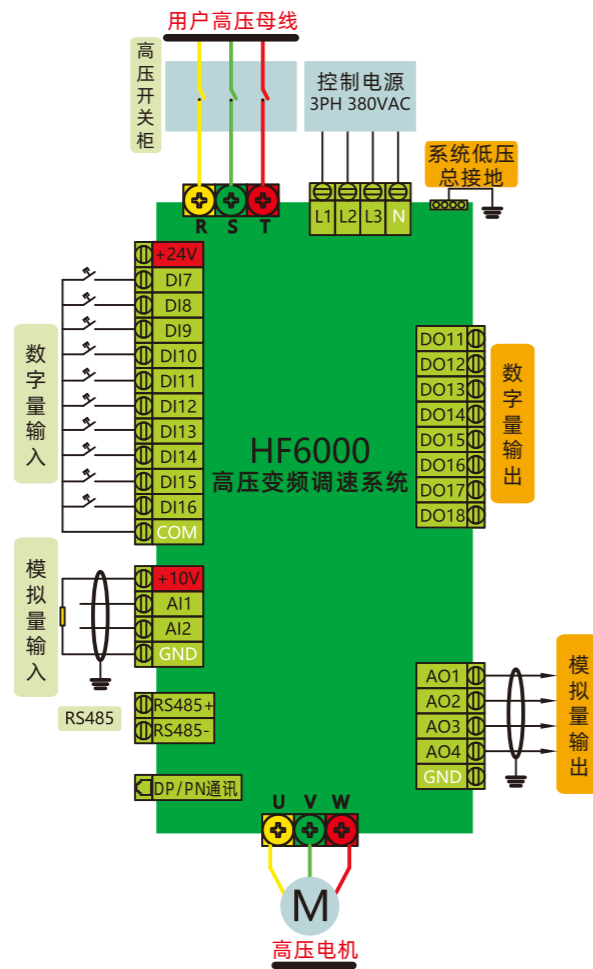 用户高压母线
高压开关柜
控制电源
3PH 380VAC
系统低压
总接地
R S T
L1 L2 L3 N
+24V
DI7
DI8
DI9
DI10
DI11
DI12
DI13
DI14
DI15
DI16
COM
数字量输入
DO11
DO12
DO13
DO14
DO15
DO16
DO17
DO18
数字量输出
HF6000
高压变频调速系统
+10V
AI1
AI2
GND
模拟量输入
RS485
RS485+
RS485-
DP/PN通讯
AO1
AO2
AO3
AO4
GND
模拟量输出
U V W
M
高压电机